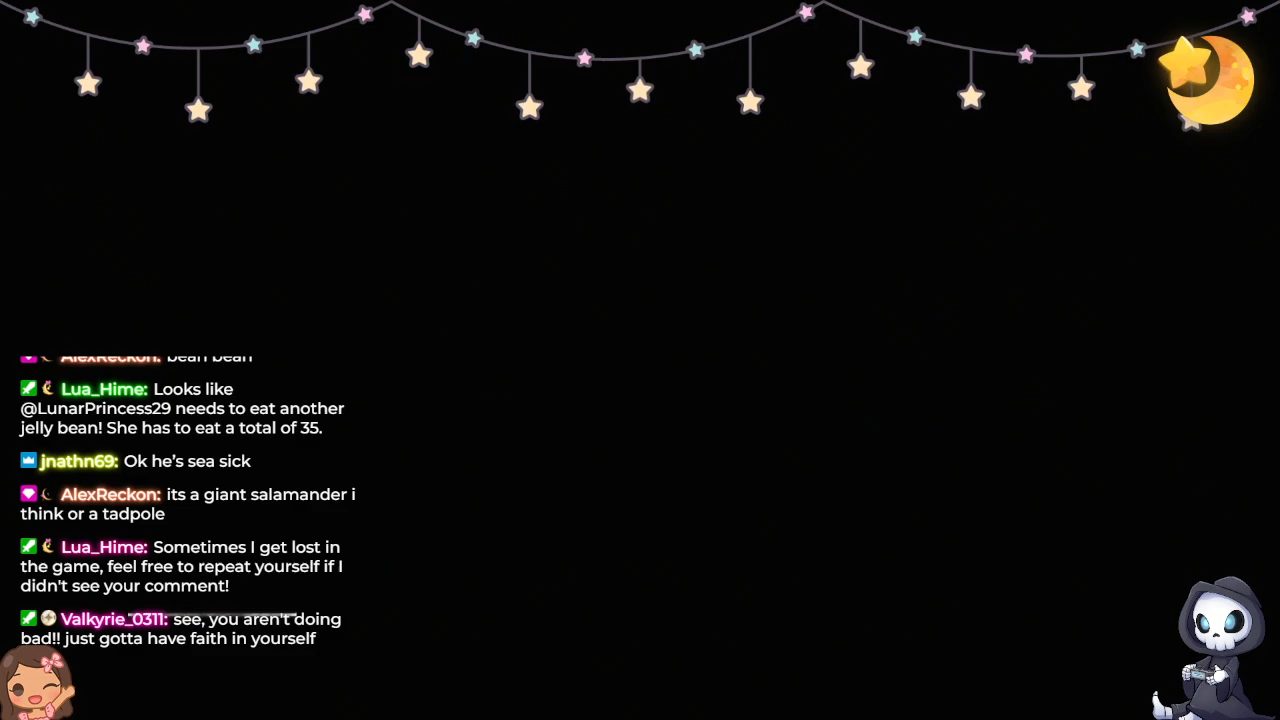 AlexReckon: bean bean
Lua_Hime: Looks like
@LunarPrincess29 needs to eat another
jelly bean! She has to eat a total of 35.
jnathn69: Ok he's sea sick
AlexReckon: its a giant salamander i
think or a tadpole
Lua_Hime: Sometimes I get lost in
the game, feel free to repeat yourself if I
didn't see your comment!
Valkyrie_0311: see, you aren't doing
bad!! just gotta have faith in yourself